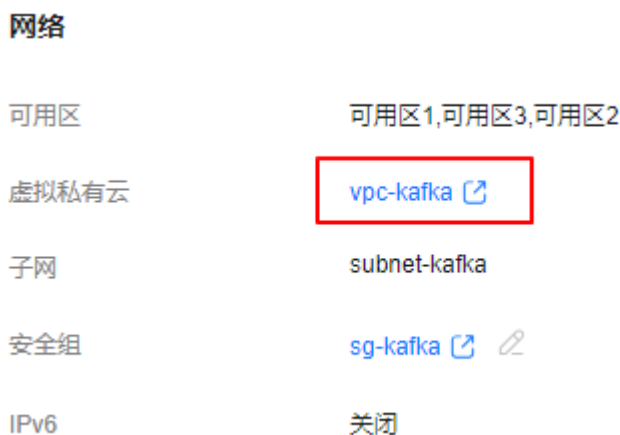 网络
可用区 可用区1,可用区3,可用区2
虚拟私有云 vpc-kafka
子网 subnet-kafka
安全组 sg-kafka
IPv6 关闭